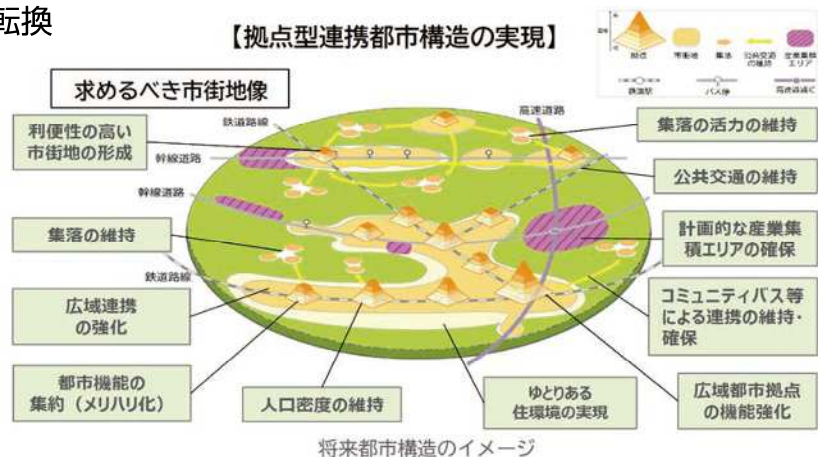 転換
【拠点型連携都市構造の実現】
拠点
市街地
集落
公共交通
の維持
産業集積
エリア
鉄道駅
バス停
求めるべき市街地像
鉄道路線
高速道路
利便性の高い
市街地の形成
集落の活力の維持
幹線道路
公共交通の維持
幹線道路
計画的な産業集
積エリアの確保
集落の維持
鉄道路線
広域連携
の強化
コミュニティバス等
による連携の維持・
確保
都市機能の
集約（メリハリ化）
人口密度の維持
ゆとりある
住環境の実現
広域都市拠点
の機能強化
将来都市構造のイメージ